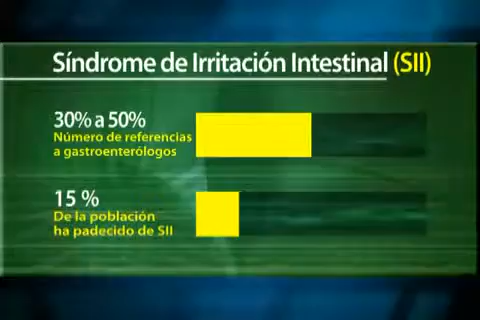 Síndrome de Irritación Intestinal (SII)
30% a 50%
Número de referencias
a gastroenterólogos
15 %
De la población
ha padecido de SII